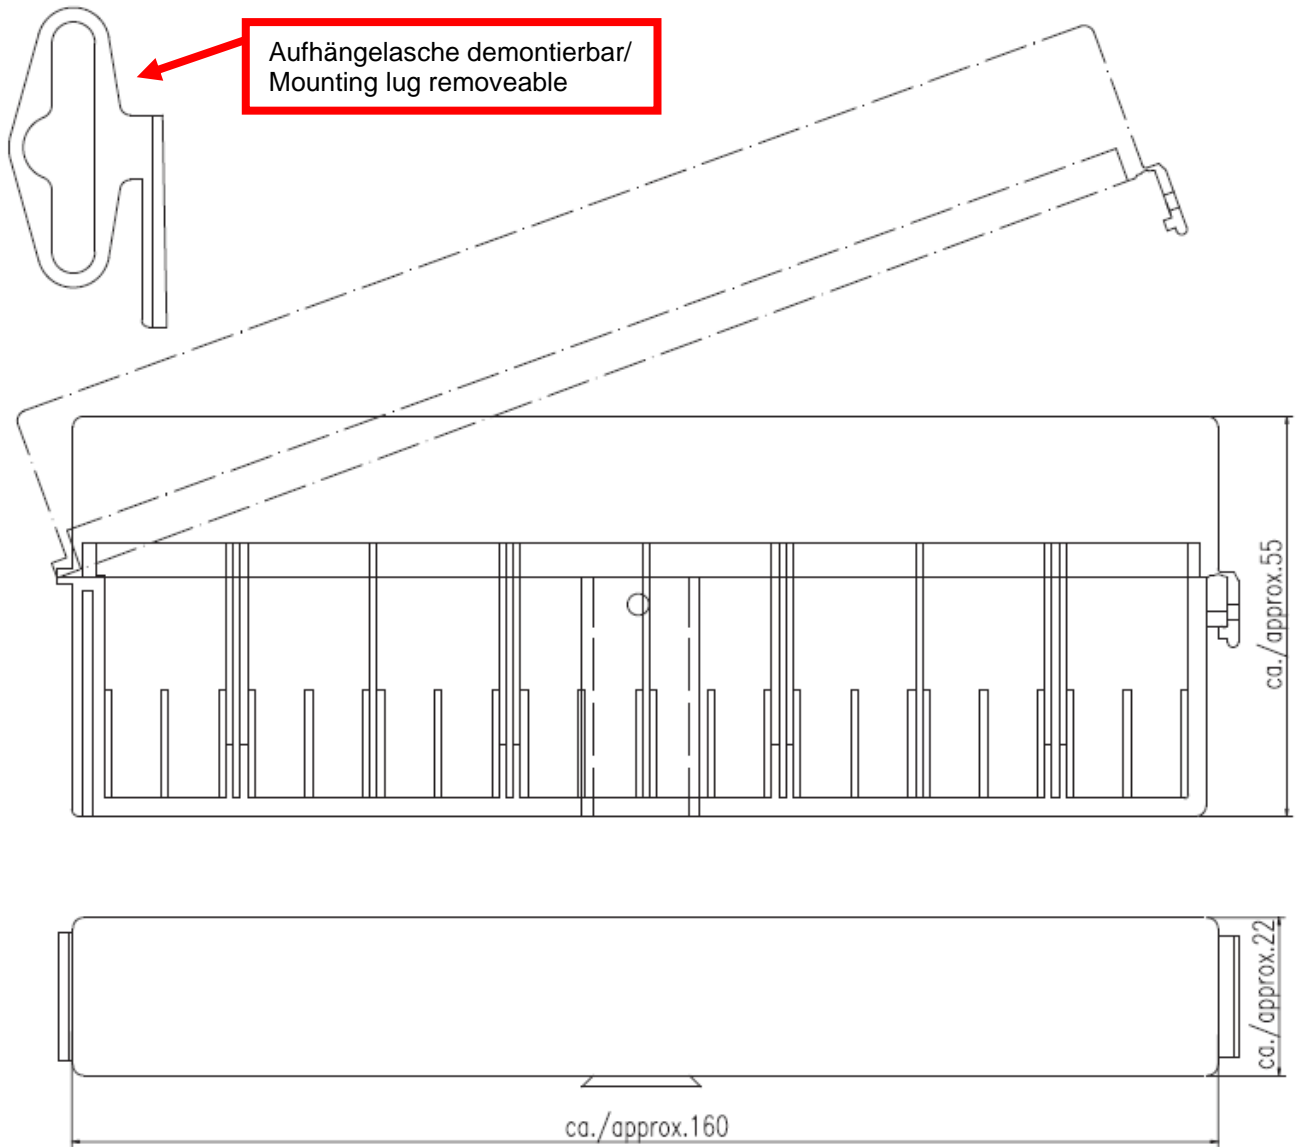 Aufhängelasche demontierbar/
Mounting lug removeable
ca./approx.55
ca./approx.22
ca./approx.160